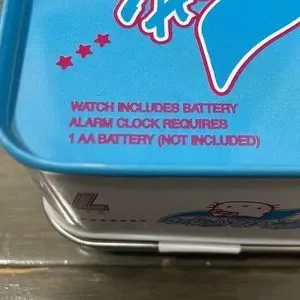 WATCH INCLUDES BATTERY
ALARM CLOCK REQUIRES
1 AA BATTERY (NOT INCLUDED)